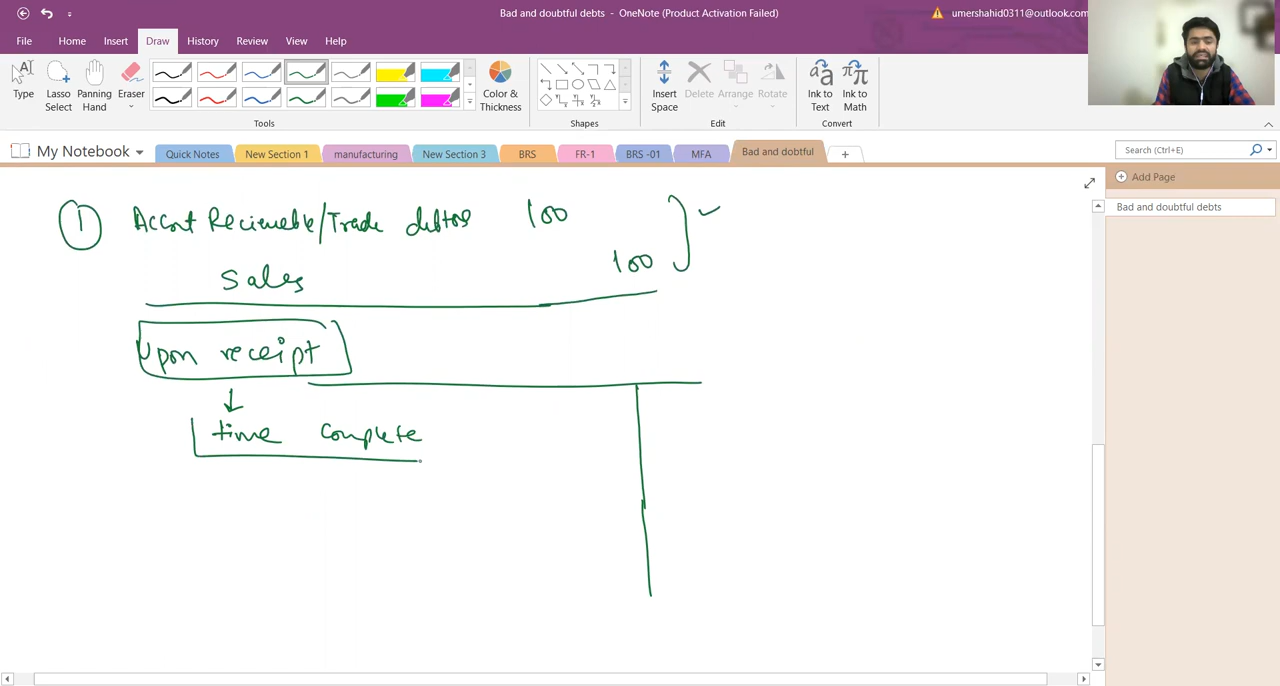 Bad and doubtful debts - OneNote (Product Activation Failed)
umershahid0311@outlook.com
File Home Insert Draw History Review View Help
Type
Lasso Select
Panning Hand
Eraser
Color & Thickness
Insert Space
Delete
Arrange
Rotate
Ink to Text
Ink to Math
Tools
Shapes
Edit
Convert
My Notebook
Quick Notes
New Section 1
manufacturing
New Section 3
BRS
FR-1
BRS -01
MFA
Bad and dobtful
Search (Ctrl+E)
Add Page
Bad and doubtful debts
1 Accont Recieveble/Trade debtos 100
Sales 100
Upon receipt
time complete